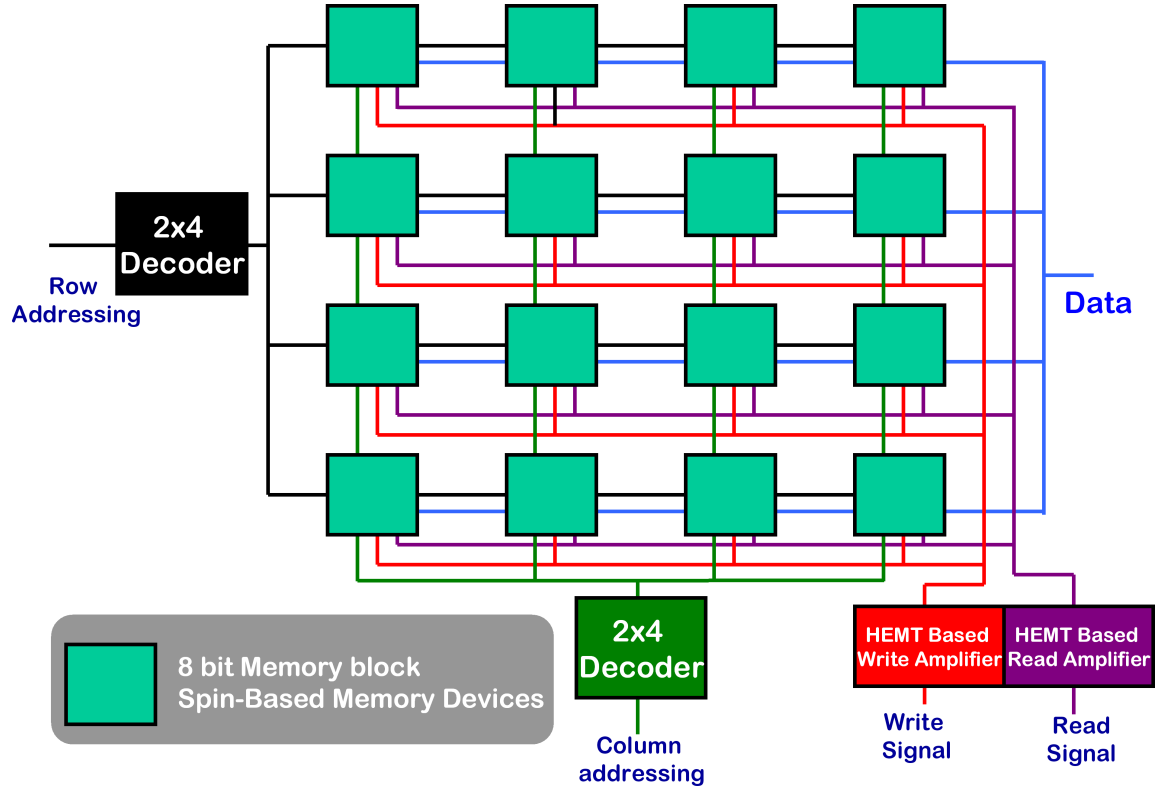 2x4
Decoder
Row
Addressing
Data
8 bit Memory block
Spin-Based Memory Devices
2x4
Decoder
Column
addressing
HEMT Based
Write Amplifier
HEMT Based
Read Amplifier
Write
Signal
Read
Signal